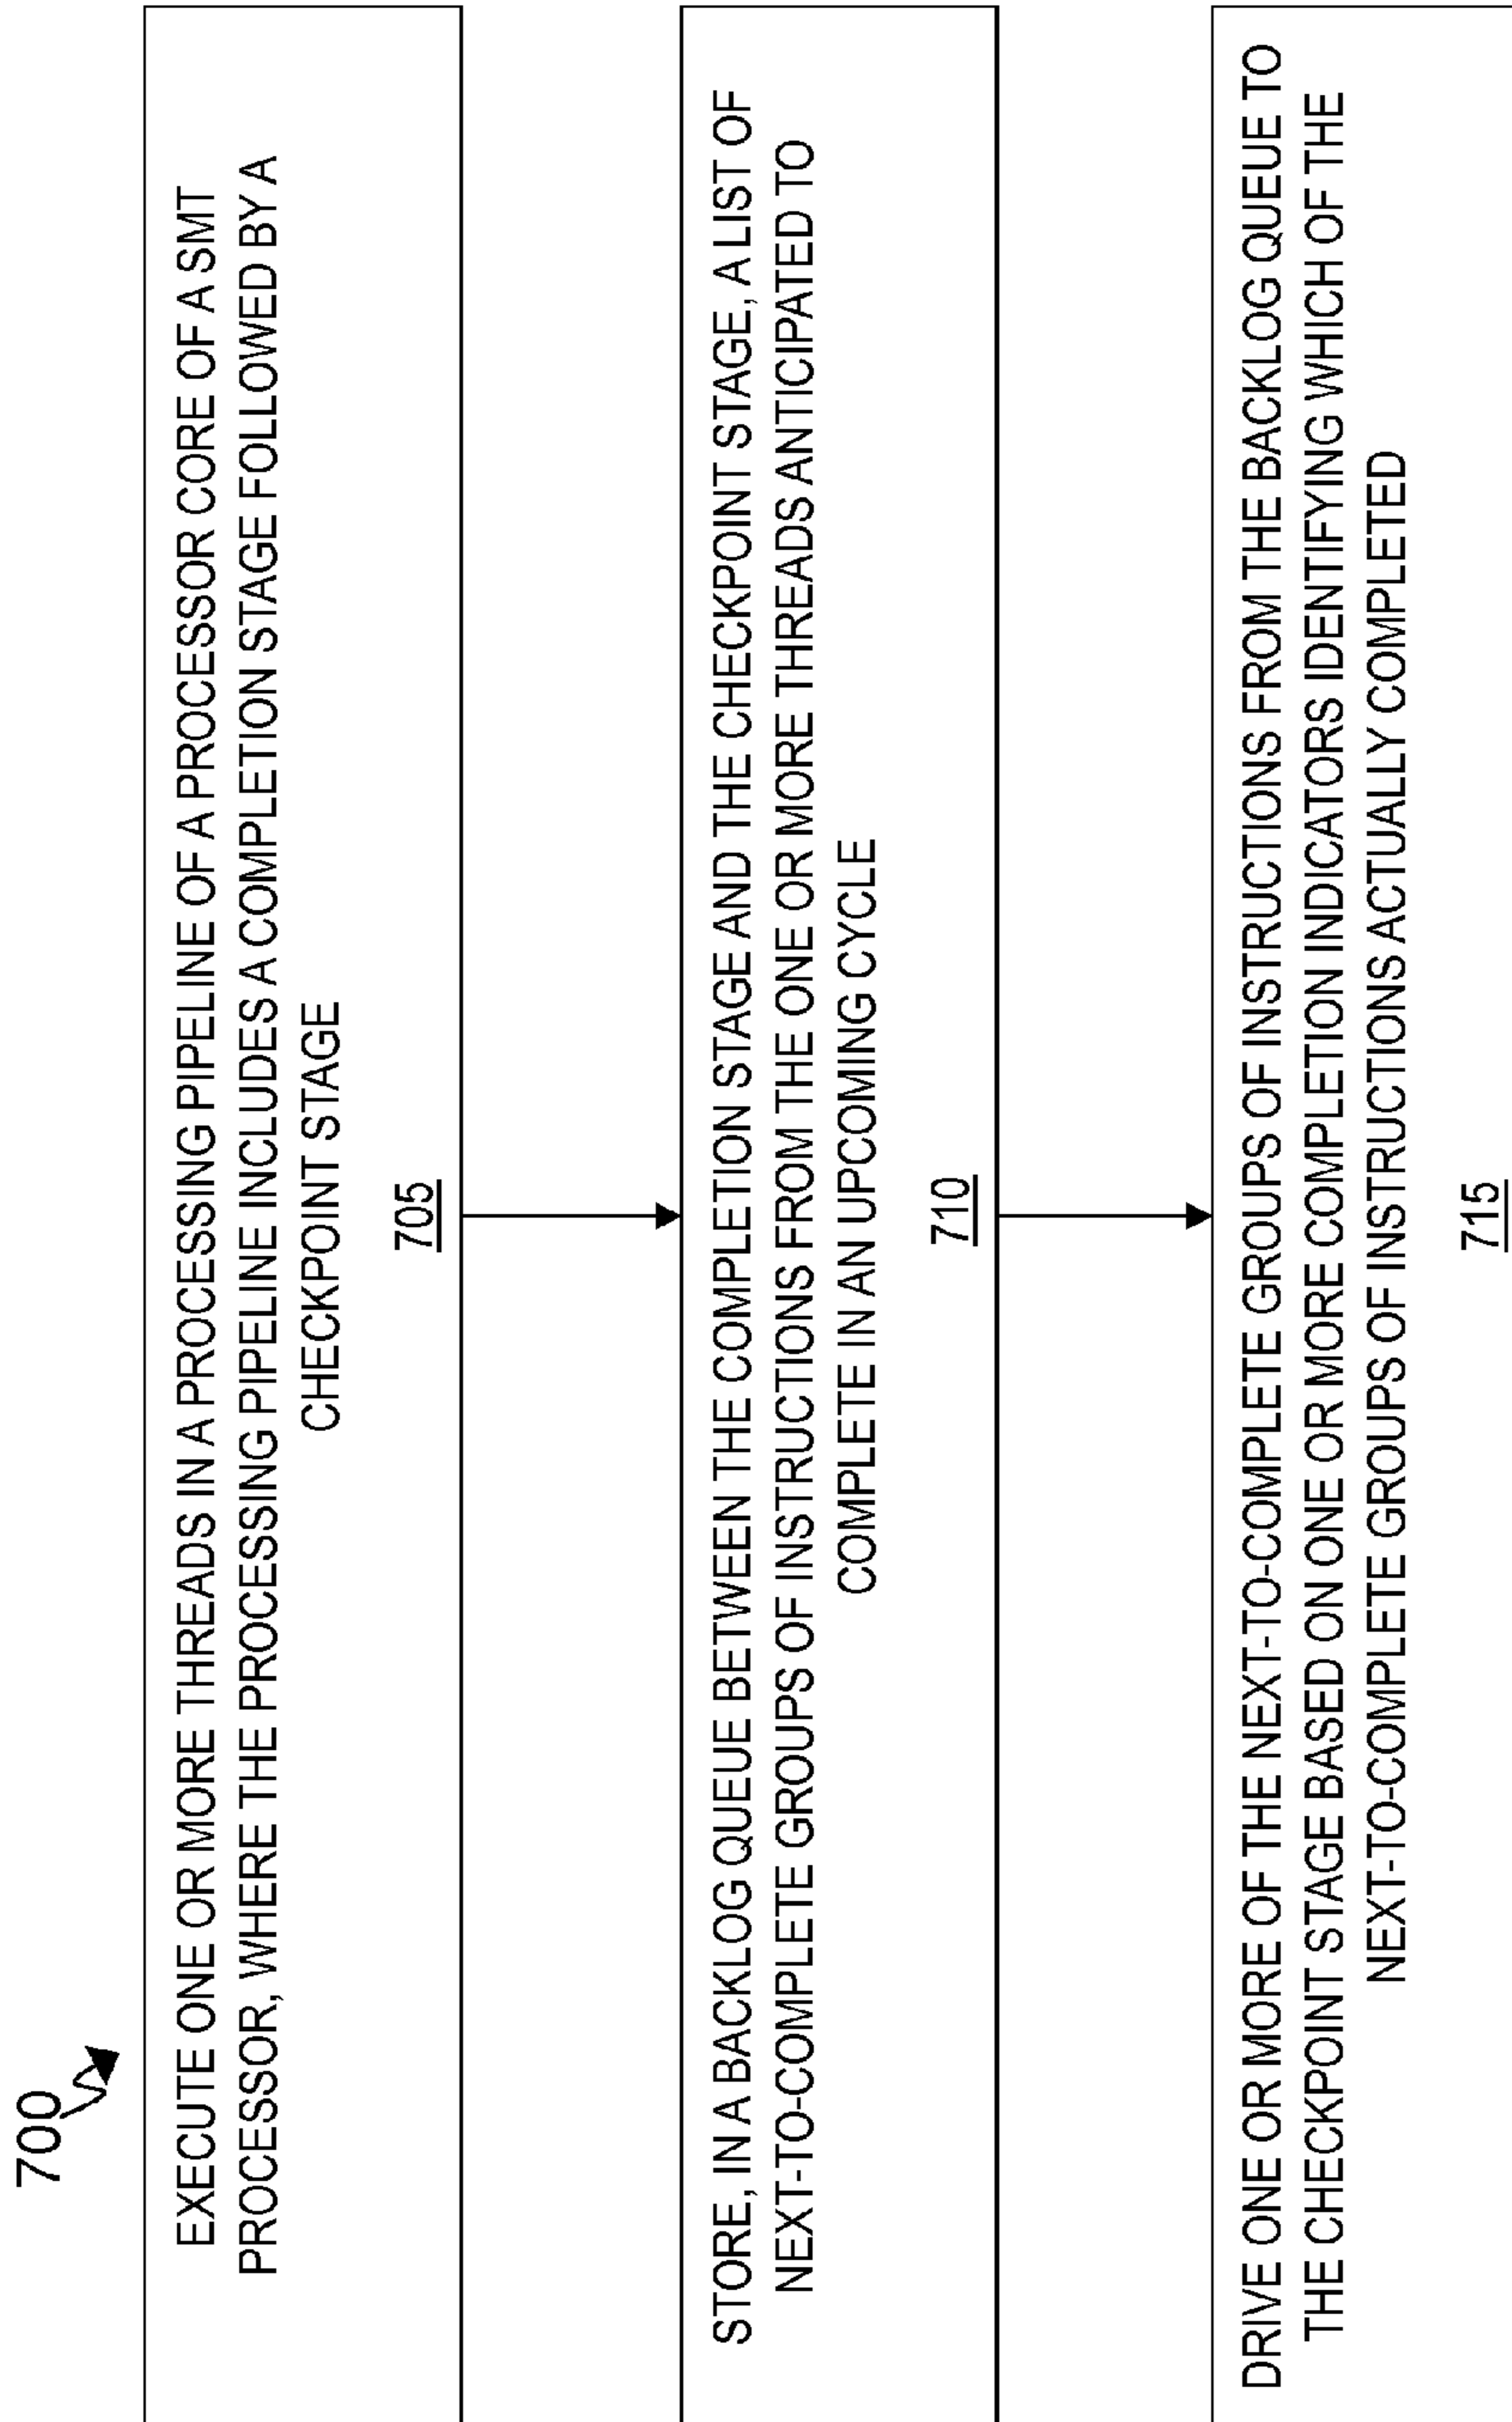 700
EXECUTE ONE OR MORE THREADS IN A PROCESSING PIPELINE OF A PROCESSOR CORE OF A SMT
PROCESSOR, WHERE THE PROCESSING PIPELINE INCLUDES A COMPLETION STAGE FOLLOWED BY A
CHECKPOINT STAGE
705
STORE, IN A BACKLOG QUEUE BETWEEN THE COMPLETION STAGE AND THE CHECKPOINT STAGE, A LIST OF
NEXT-TO-COMPLETE GROUPS OF INSTRUCTIONS FROM THE ONE OR MORE THREADS ANTICIPATED TO
COMPLETE IN AN UPCOMING CYCLE
710
DRIVE ONE OR MORE OF THE NEXT-TO-COMPLETE GROUPS OF INSTRUCTIONS FROM THE BACKLOG QUEUE TO
THE CHECKPOINT STAGE BASED ON ONE OR MORE COMPLETION INDICATORS IDENTIFYING WHICH OF THE
NEXT-TO-COMPLETE GROUPS OF INSTRUCTIONS ACTUALLY COMPLETED
715